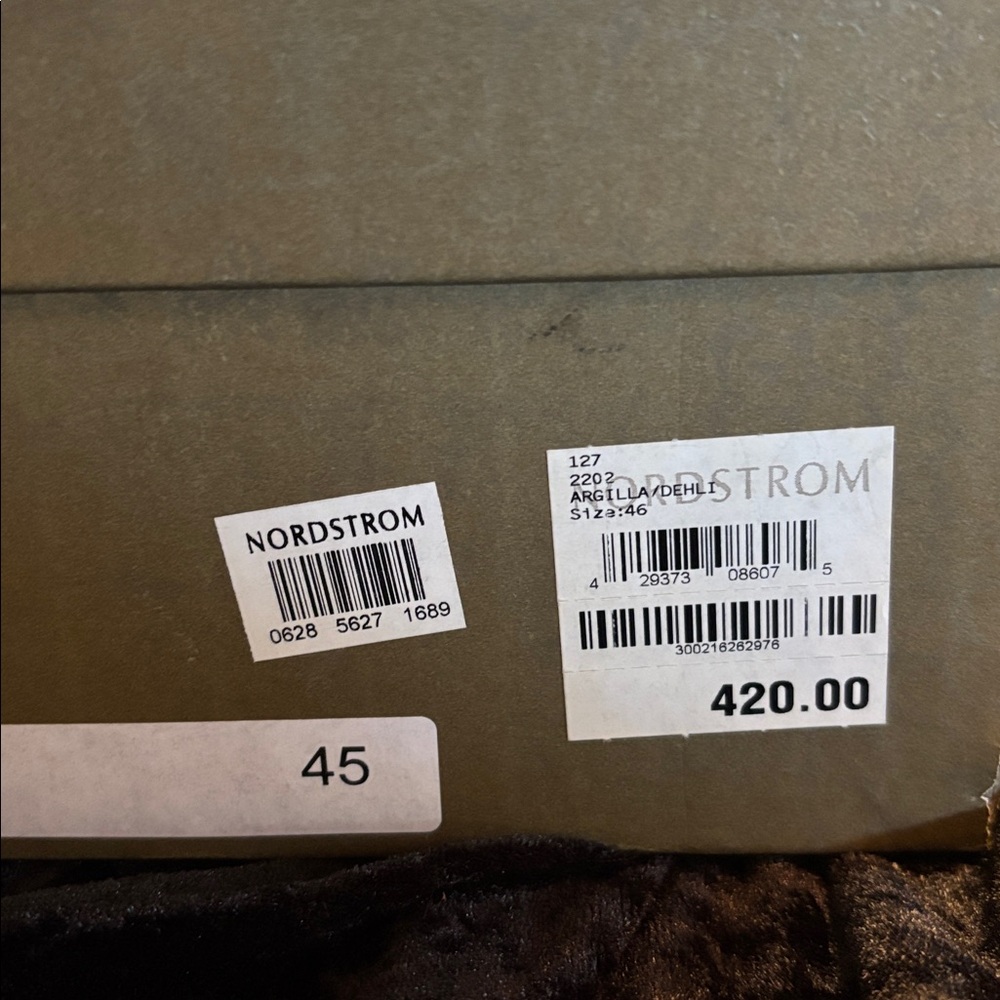 NORDSTROM
0628 5627 1689
45
NORDSTROM
127
2202
ARGILLA/DEHLI
Size:46
4 29373 08607 5
300216262976
420.00